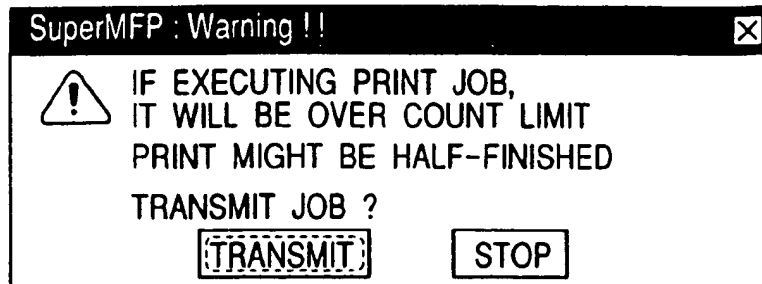 SuperMFP : Warning !!
IF EXECUTING PRINT JOB,
IT WILL BE OVER COUNT LIMIT
PRINT MIGHT BE HALF-FINISHED
TRANSMIT JOB ?
TRANSMIT STOP